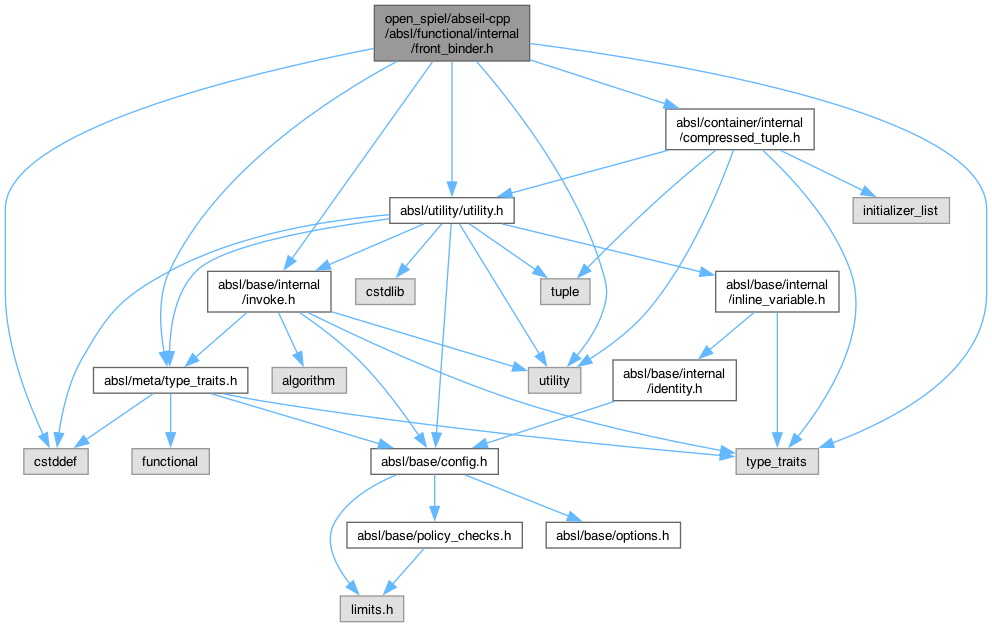 open_spiel/abseil-cpp
/absl/functional/internal
/front_binder.h
absl/container/internal
/compressed_tuple.h
absl/utility/utility.h
initializer_list
absl/base/internal
/invoke.h
cstdlib
tuple
absl/base/internal
/inline_variable.h
absl/meta/type_traits.h
algorithm
utility
absl/base/internal
/identity.h
cstddef
functional
absl/base/config.h
type_traits
absl/base/policy_checks.h
absl/base/options.h
limits.h